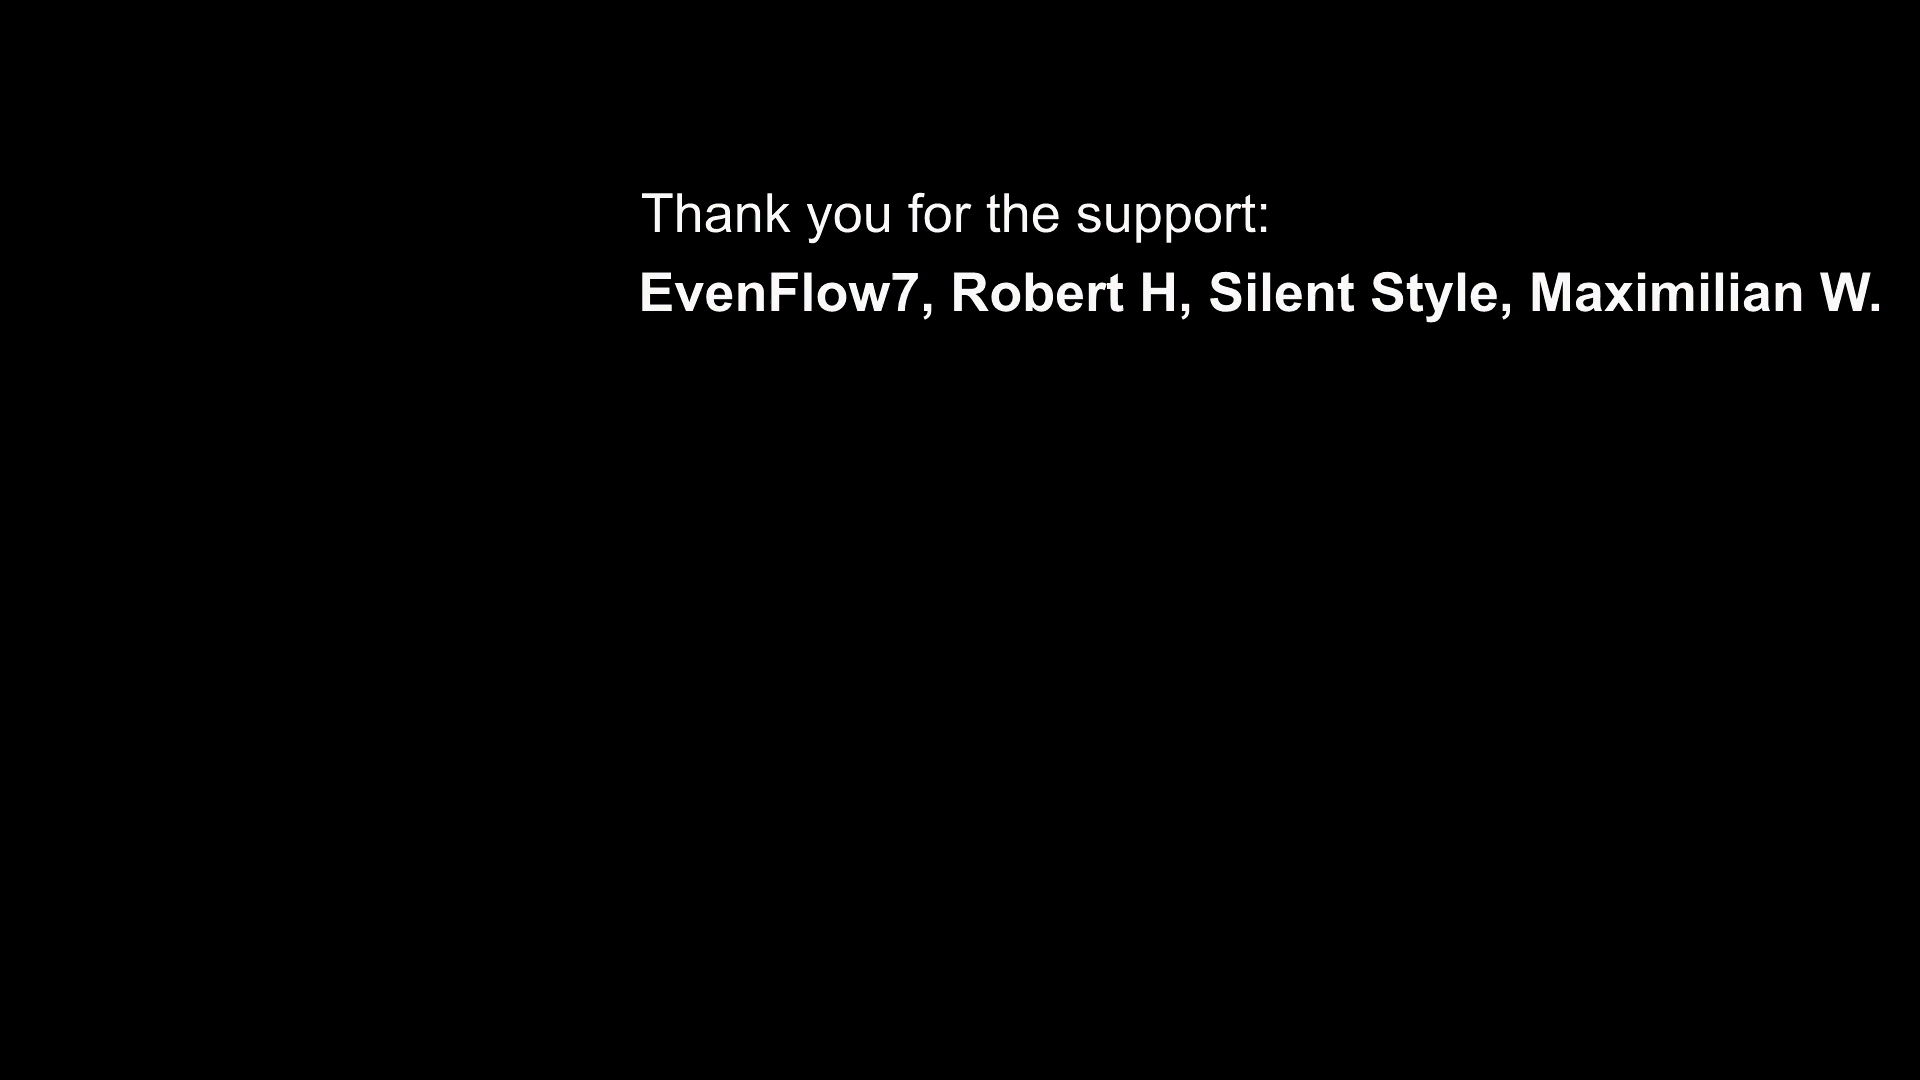 Thank you for the support:
EvenFlow7, Robert H, Silent Style, Maximilian W.